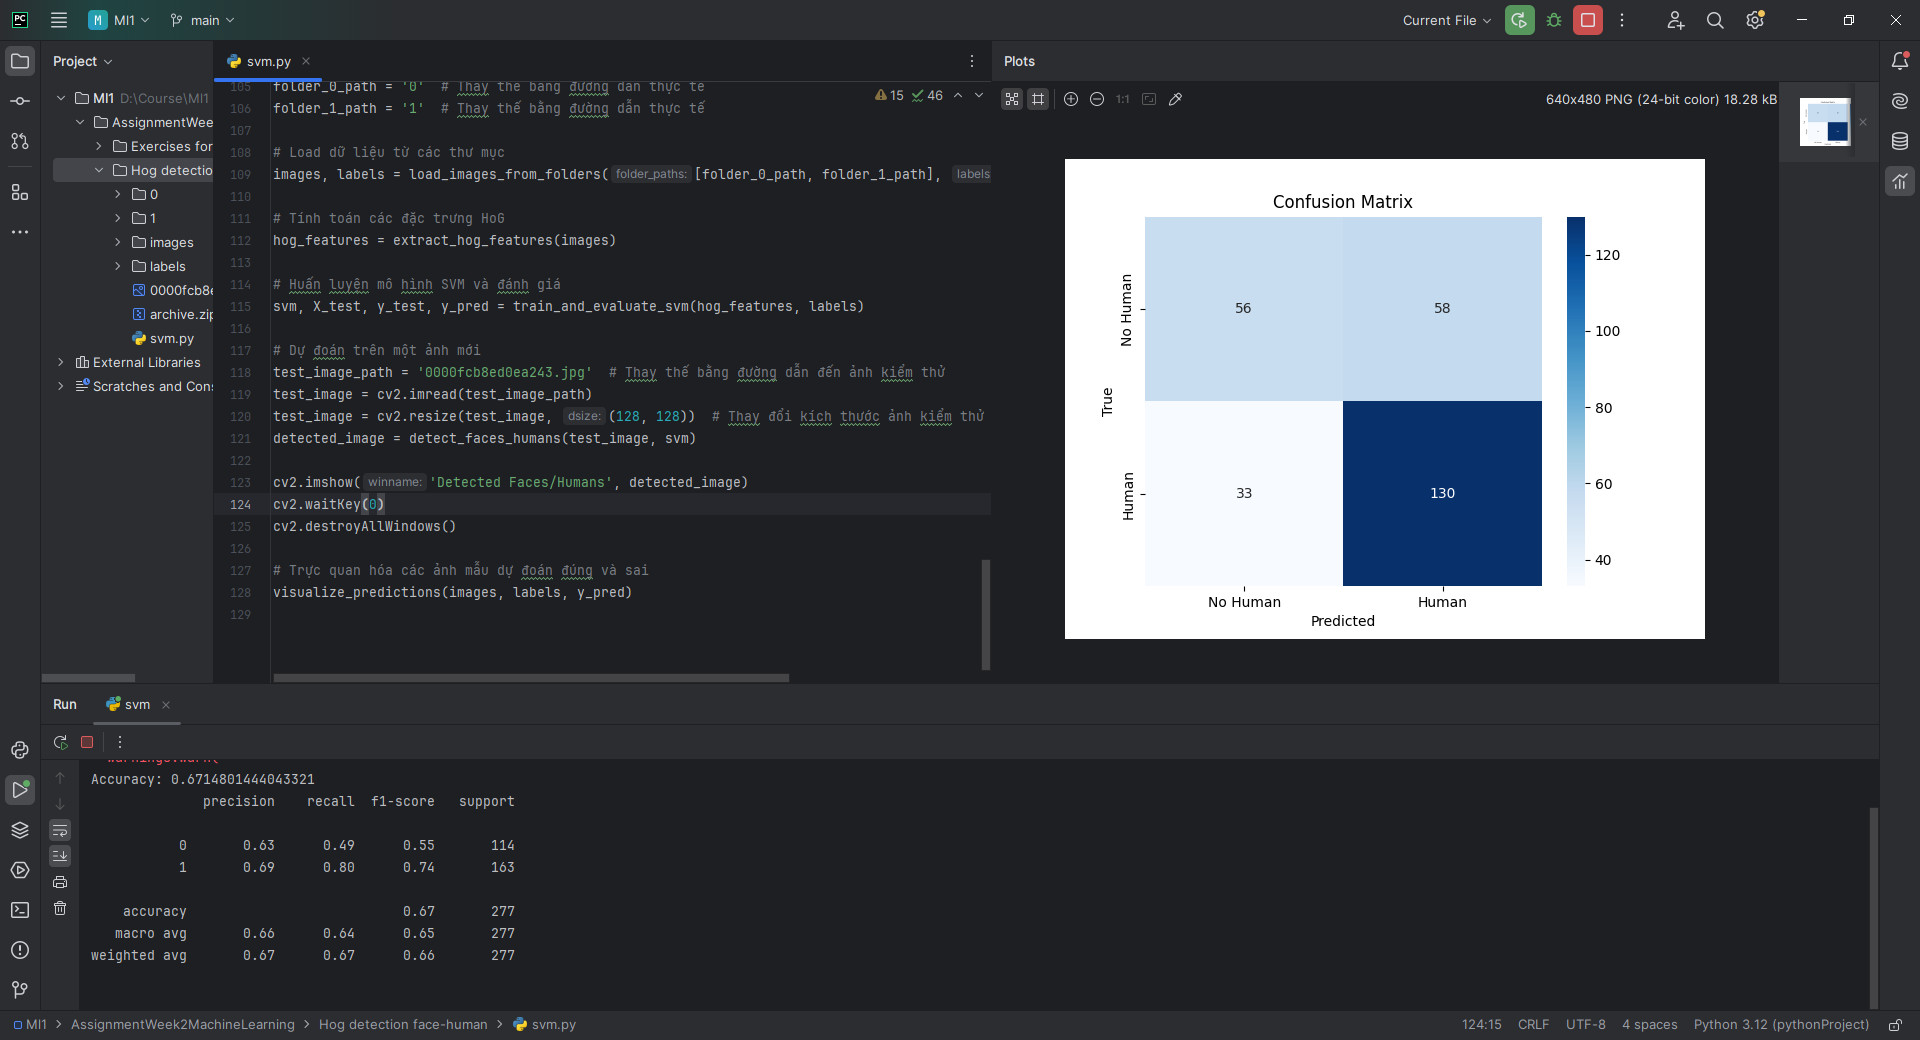 PC
M
MI1
main
Current File
Project
MI1 D:\Course\MI1
AssignmentWee
Exercises for
Hog detectio
0
1
images
labels
0000fcb8
archive.zip
svm.py
External Libraries
Scratches and Cons
svm.py
15 46
105 folder_0_path = '0'  # Thay thế bằng đường dẫn thực tế
106 folder_1_path = '1'  # Thay thế bằng đường dẫn thực tế
107
108 # Load dữ liệu từ các thư mục
109 images, labels = load_images_from_folders( folder_paths: [folder_0_path, folder_1_path], labels
110
111 # Tính toán các đặc trưng HoG
112 hog_features = extract_hog_features(images)
113
114 # Huấn luyện mô hình SVM và đánh giá
115 svm, X_test, y_test, y_pred = train_and_evaluate_svm(hog_features, labels)
116
117 # Dự đoán trên một ảnh mới
118 test_image_path = '0000fcb8ed0ea243.jpg'  # Thay thế bằng đường dẫn đến ảnh kiểm thử
119 test_image = cv2.imread(test_image_path)
120 test_image = cv2.resize(test_image, dsize: (128, 128))  # Thay đổi kích thước ảnh kiểm thử
121 detected_image = detect_faces_humans(test_image, svm)
122
123 cv2.imshow( winname: 'Detected Faces/Humans', detected_image)
124 cv2.waitKey(0)
125 cv2.destroyAllWindows()
126
127 # Trực quan hóa các ảnh mẫu dự đoán đúng và sai
128 visualize_predictions(images, labels, y_pred)
129
Plots
1:1
640x480 PNG (24-bit color) 18.28 kB
Confusion Matrix
No Human
Human
True
56 58
33 130
No Human Human
Predicted
120
100
80
60
40
Run svm
warnings.warn(
Accuracy: 0.6714801444043321
precision recall f1-score support
0 0.63 0.49 0.55 114
1 0.69 0.80 0.74 163
accuracy 0.67 277
macro avg 0.66 0.64 0.65 277
weighted avg 0.67 0.67 0.66 277
MI1 > AssignmentWeek2MachineLearning > Hog detection face-human > svm.py
124:15 CRLF UTF-8 4 spaces Python 3.12 (pythonProject)